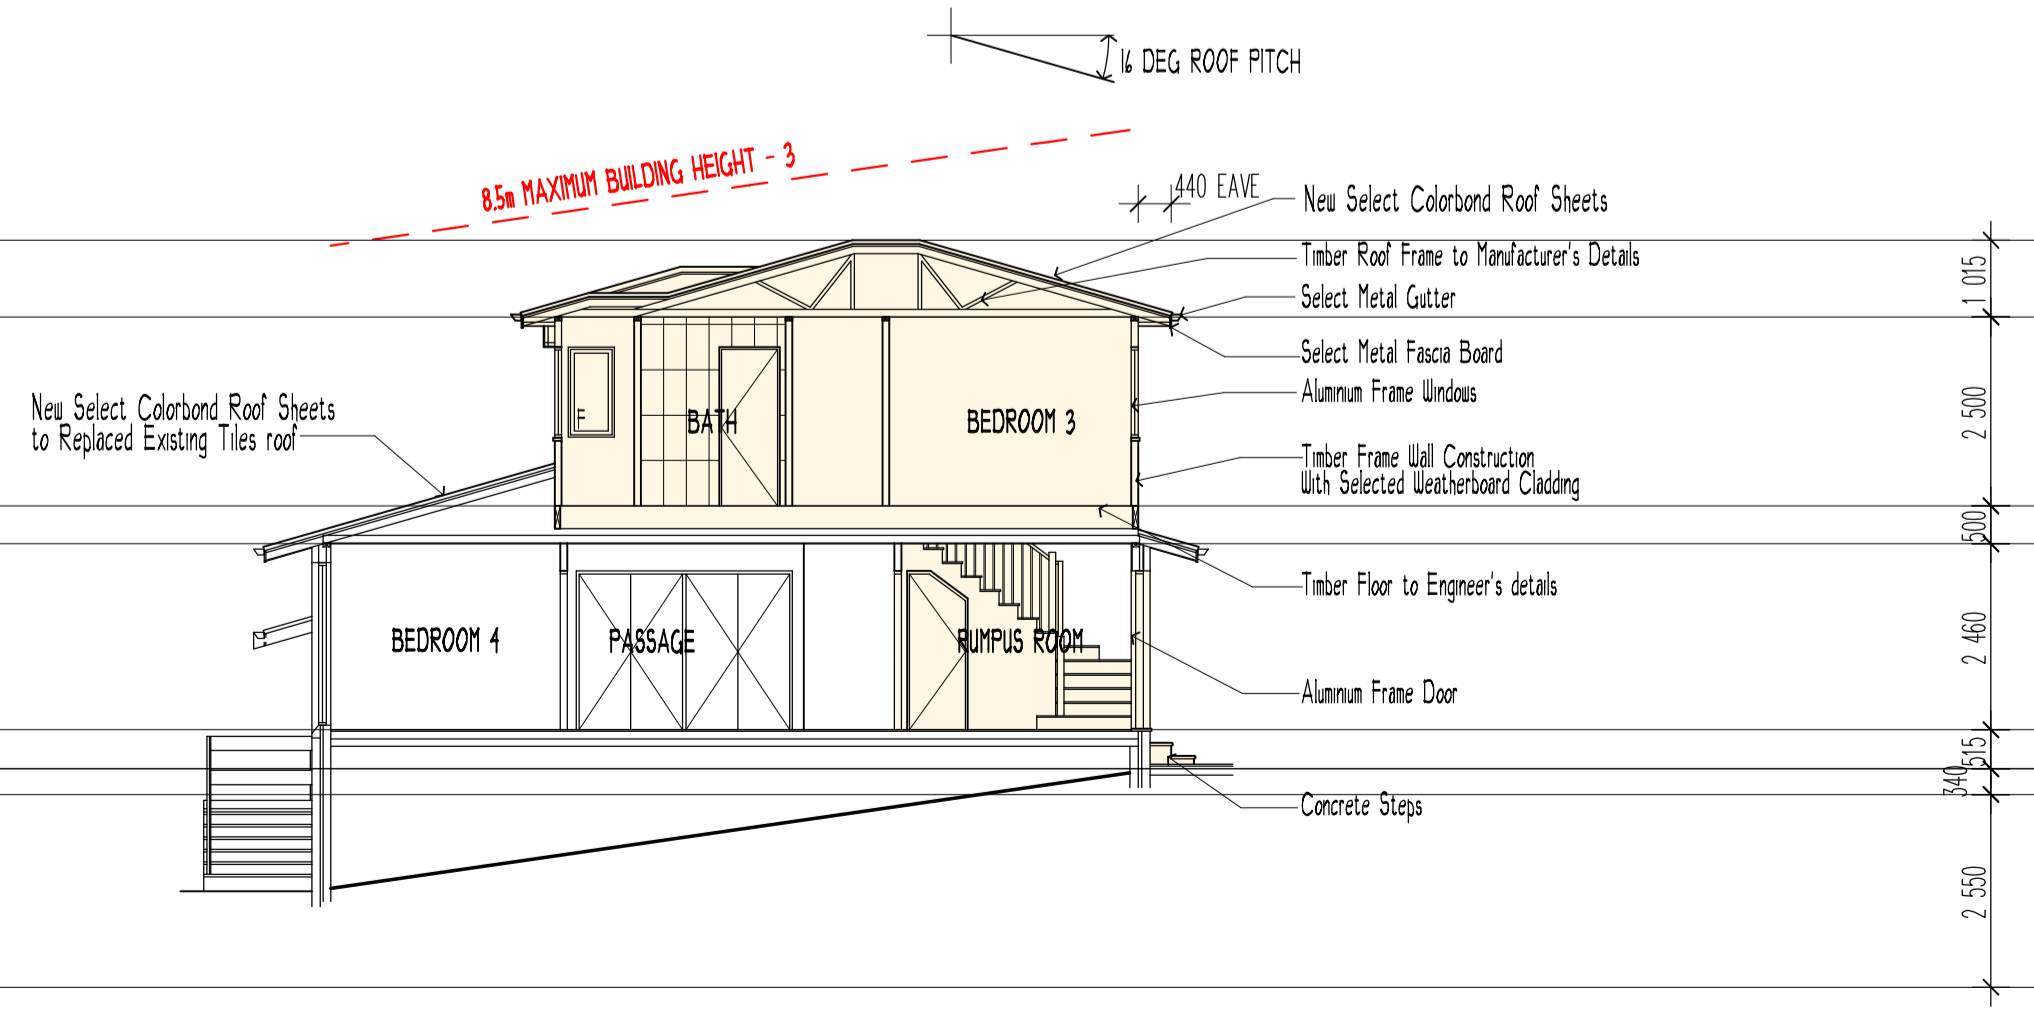 16 DEG ROOF PITCH
8.5m MAXIMUM BUILDING HEIGHT - 3
440 EAVE
New Select Colorbond Roof Sheets
Timber Roof Frame to Manufacturer's Details
Select Metal Gutter
Select Metal Fascia Board
Aluminium Frame Windows
Timber Frame Wall Construction
With Selected Weatherboard Cladding
Timber Floor to Engineer's details
Aluminium Frame Door
Concrete Steps
New Select Colorbond Roof Sheets
to Replaced Existing Tiles roof
F
BATH
BEDROOM 3
BEDROOM 4
PASSAGE
RUMPUS ROOM
1 015
2 500
500
2 460
515
340
2 550